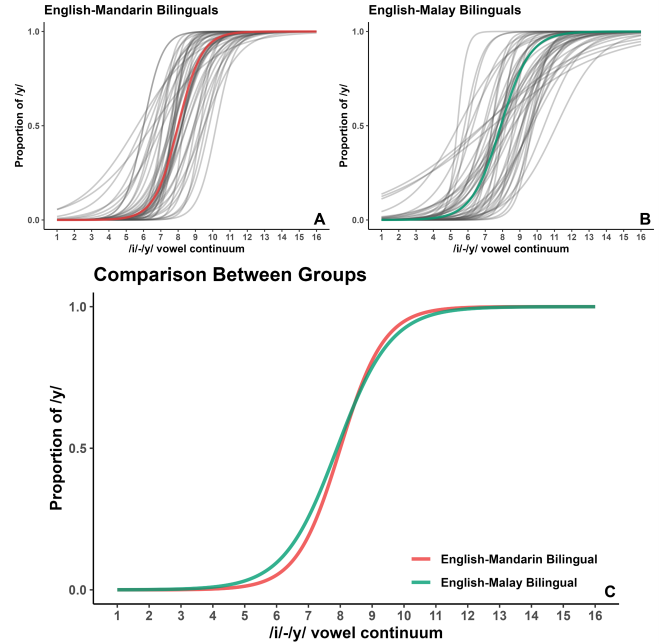 English-Mandarin Bilinguals
Proportion of /y/
1.0
0.5
0.0
1 2 3 4 5 6 7 8 9 10 11 12 13 14 15 16
/i/-/y/ vowel continuum
A
English-Malay Bilinguals
Proportion of /y/
1.0
0.5
0.0
1 2 3 4 5 6 7 8 9 10 11 12 13 14 15 16
/i/-/y/ vowel continuum
B
Comparison Between Groups
Proportion of /y/
1.0
0.5
0.0
English-Mandarin Bilingual
English-Malay Bilingual
C
1 2 3 4 5 6 7 8 9 10 11 12 13 14 15 16
/i/-/y/ vowel continuum